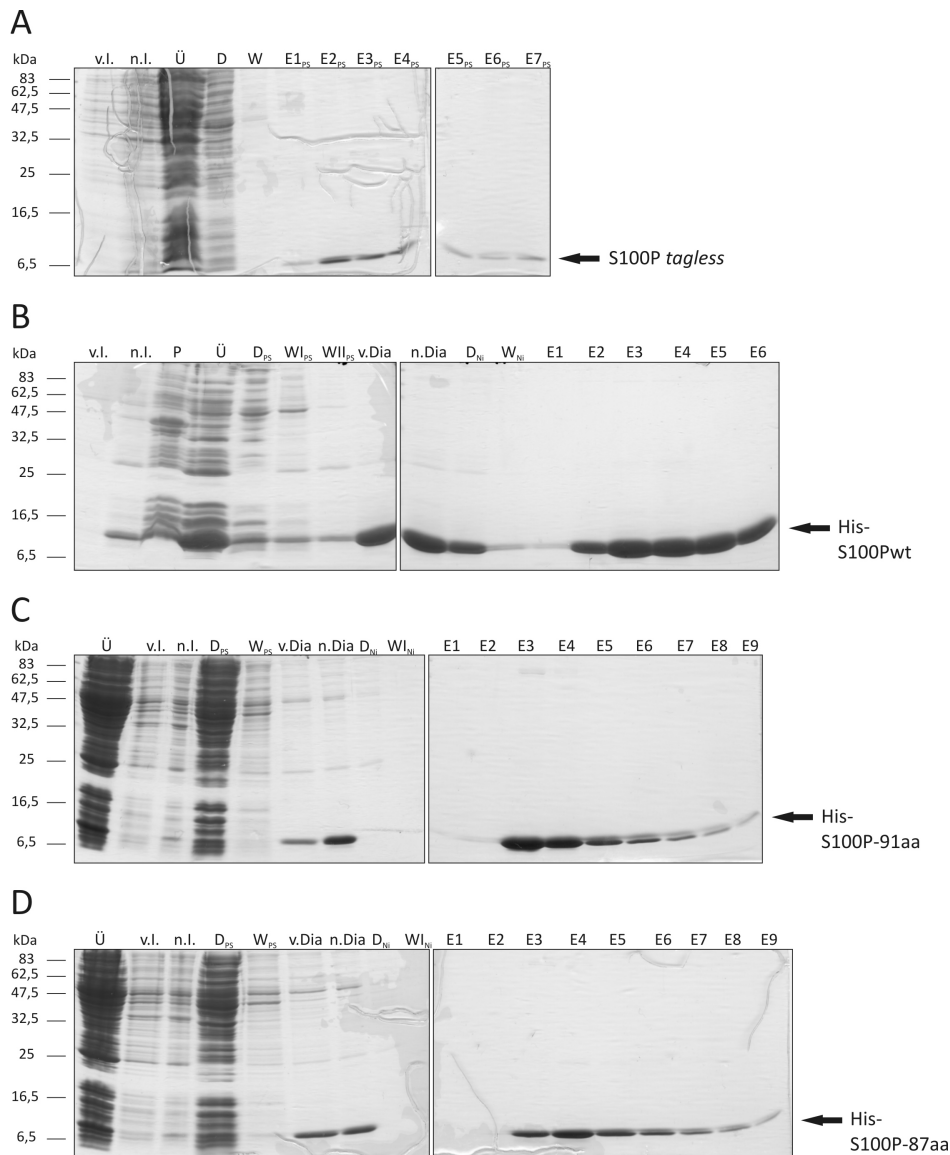 A
kDa v.I. n.I. Ü D W E1PS E2PS E3PS E4PS E5PS E6PS E7PS
83
62,5
47,5
32,5
25
16,5
6,5
S100P tagless
B
kDa v.I. n.I. P Ü DPS WIPS WIIPS v.Dia n.Dia DNi WNi E1 E2 E3 E4 E5 E6
83
62,5
47,5
32,5
25
16,5
6,5
His-
S100Pwt
C
kDa Ü v.I. n.I. DPS WPS v.Dia n.Dia DNi WINi E1 E2 E3 E4 E5 E6 E7 E8 E9
83
62,5
47,5
32,5
25
16,5
6,5
His-
S100P-91aa
D
kDa Ü v.I. n.I. DPS WPS v.Dia n.Dia DNi WINi E1 E2 E3 E4 E5 E6 E7 E8 E9
83
62,5
47,5
32,5
25
16,5
6,5
His-
S100P-87aa